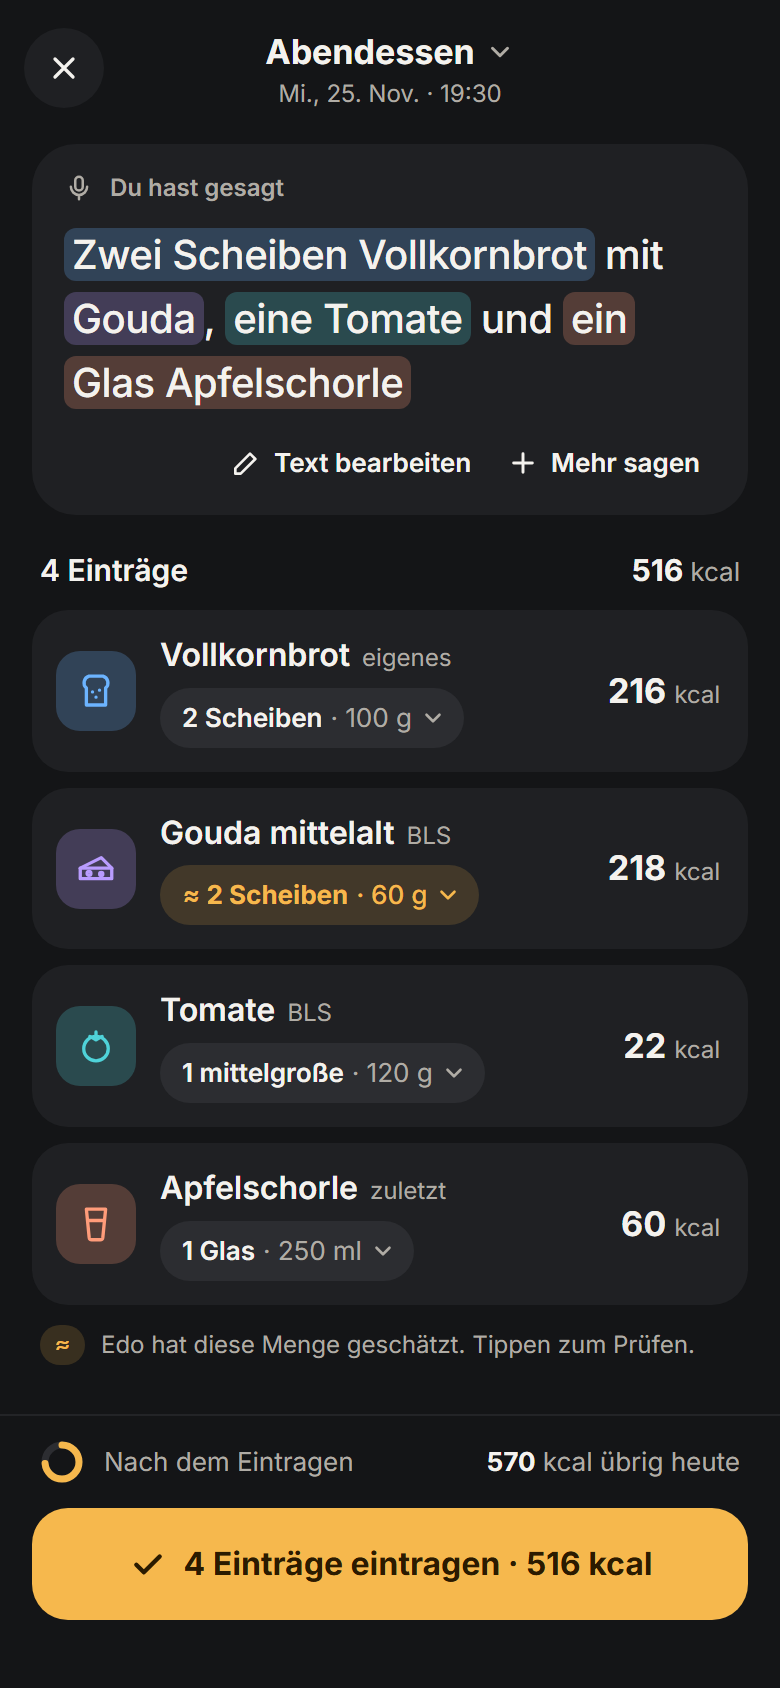 Abendessen
Mi., 25. Nov. · 19:30
Du hast gesagt
Zwei Scheiben Vollkornbrot mit
Gouda, eine Tomate und ein
Glas Apfelschorle
Text bearbeiten
Mehr sagen
4 Einträge
516 kcal
Vollkornbrot eigenes
2 Scheiben · 100 g
216 kcal
Gouda mittelalt BLS
≈ 2 Scheiben · 60 g
218 kcal
Tomate BLS
1 mittelgroße · 120 g
22 kcal
Apfelschorle zuletzt
1 Glas · 250 ml
60 kcal
≈ Edo hat diese Menge geschätzt. Tippen zum Prüfen.
Nach dem Eintragen
570 kcal übrig heute
4 Einträge eintragen · 516 kcal